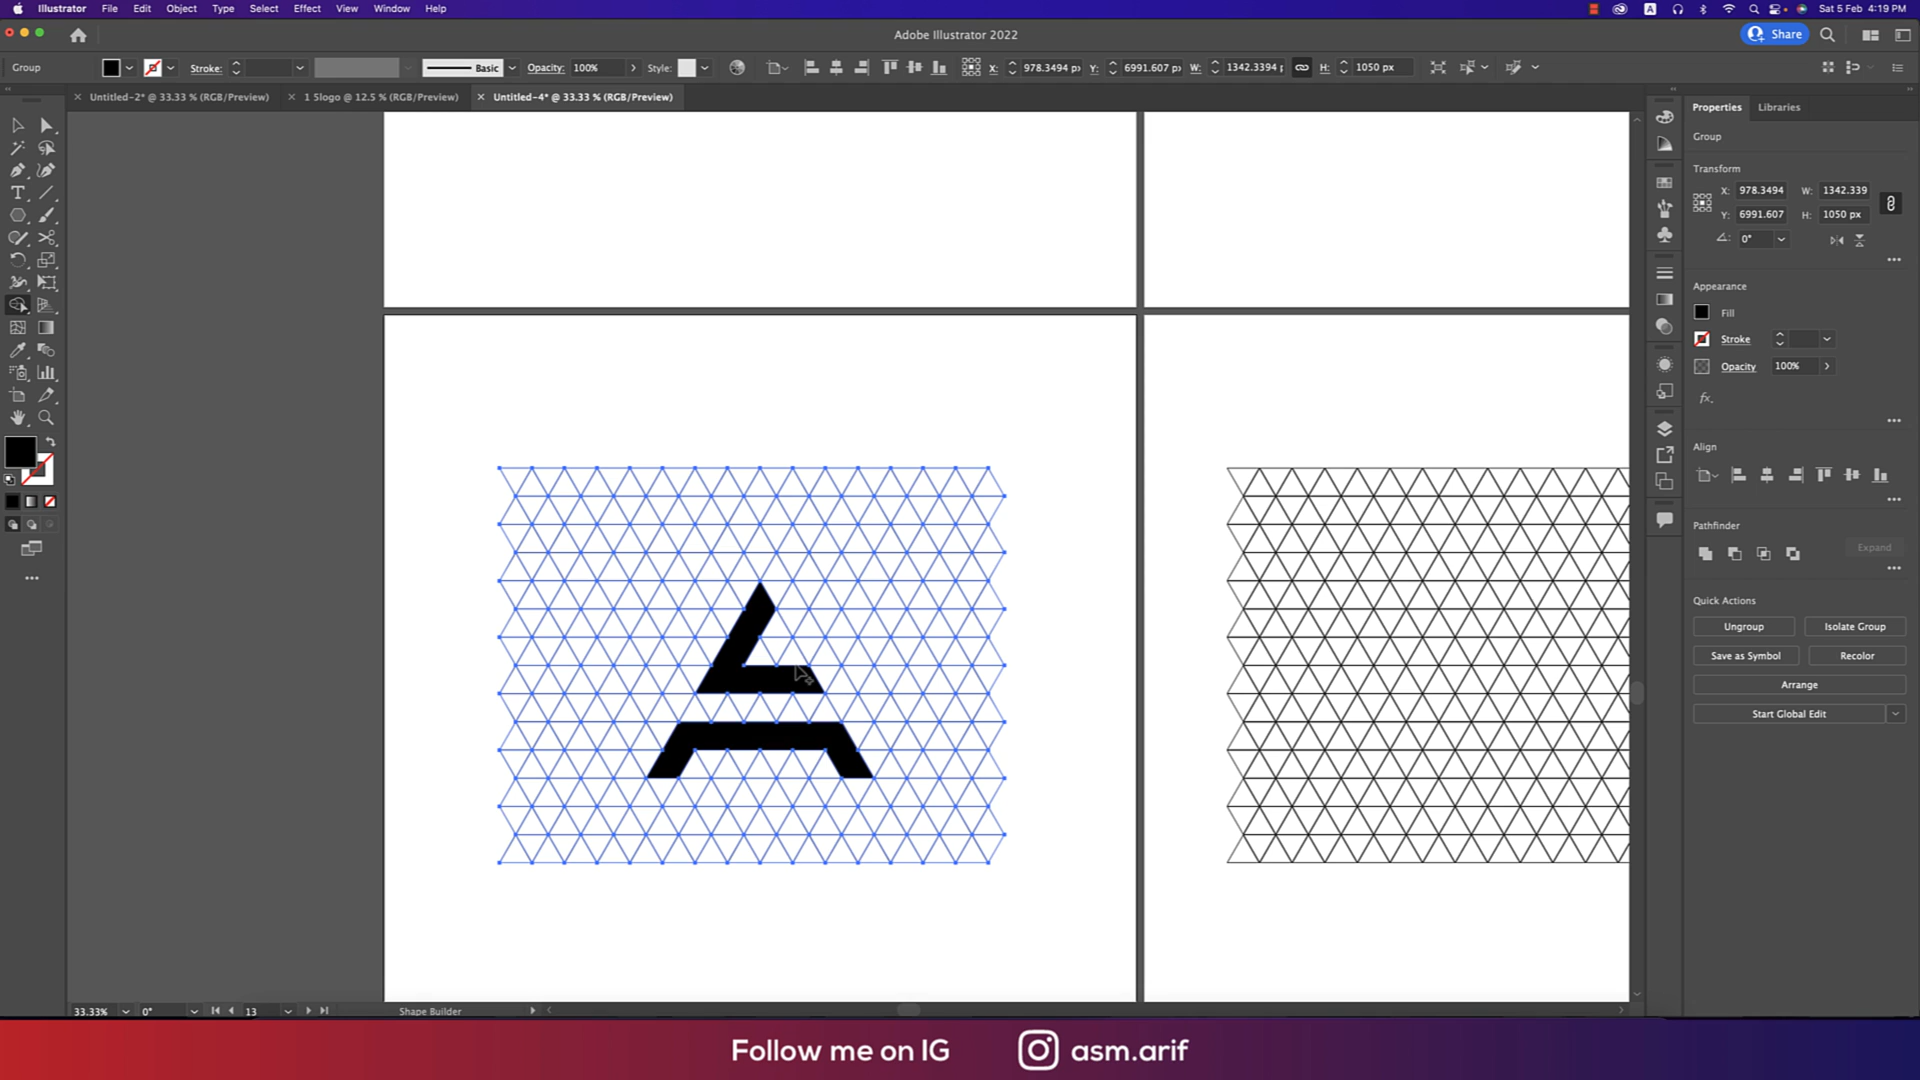 Illustrator File Edit Object Type Select Effect View Window Help
A
Sat 5 Feb 4:19 PM
Adobe Illustrator 2022
Share
Group
Stroke:
Basic
Opacity: 100%
Style:
X: 978.3494 px
Y: 6991.607 px
W: 1342.3394
H: 1050 px
Untitled-2* @ 33.33 % (RGB/Preview)
1 5logo @ 12.5 % (RGB/Preview)
Untitled-4* @ 33.33 % (RGB/Preview)
Properties
Libraries
Group
Transform
X: 978.3494
W: 1342.339
Y: 6991.607
H: 1050 px
0°
Appearance
Fill
Stroke
Opacity 100%
fx.
Align
Pathfinder
Expand
Quick Actions
Ungroup
Isolate Group
Save as Symbol
Recolor
Arrange
Start Global Edit
T
33.33%
0°
13
Shape Builder
Follow me on IG
asm.arif